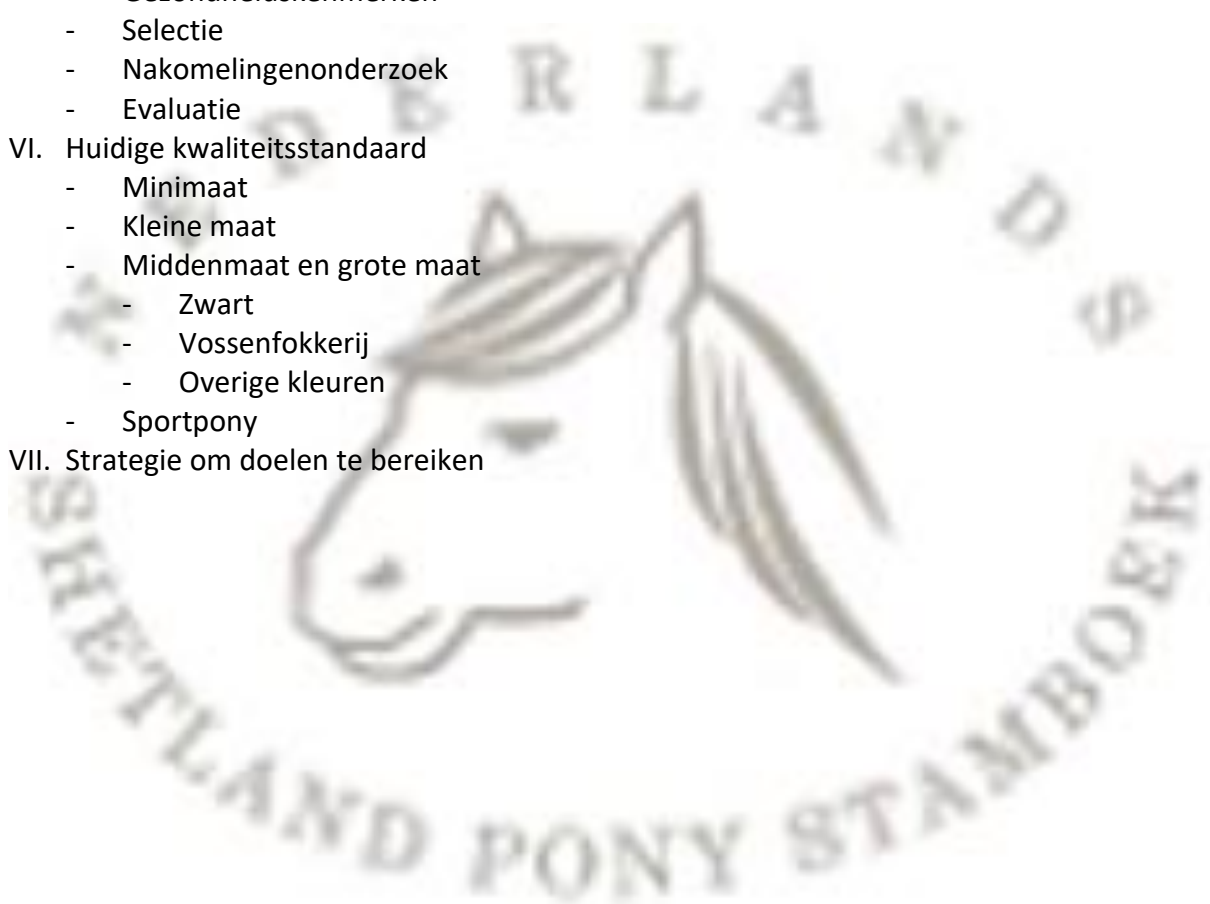 - Gezondheidskenmerken
- Selectie
- Nakomelingenonderzoek
- Evaluatie
VI. Huidige kwaliteitsstandaard
- Minimaat
- Kleine maat
- Middenmaat en grote maat
- Zwart
- Vossenfokkerij
- Overige kleuren
- Sportpony
VII. Strategie om doelen te bereiken
NEDERLANDS
SHETLAND PONY STAMBOEK